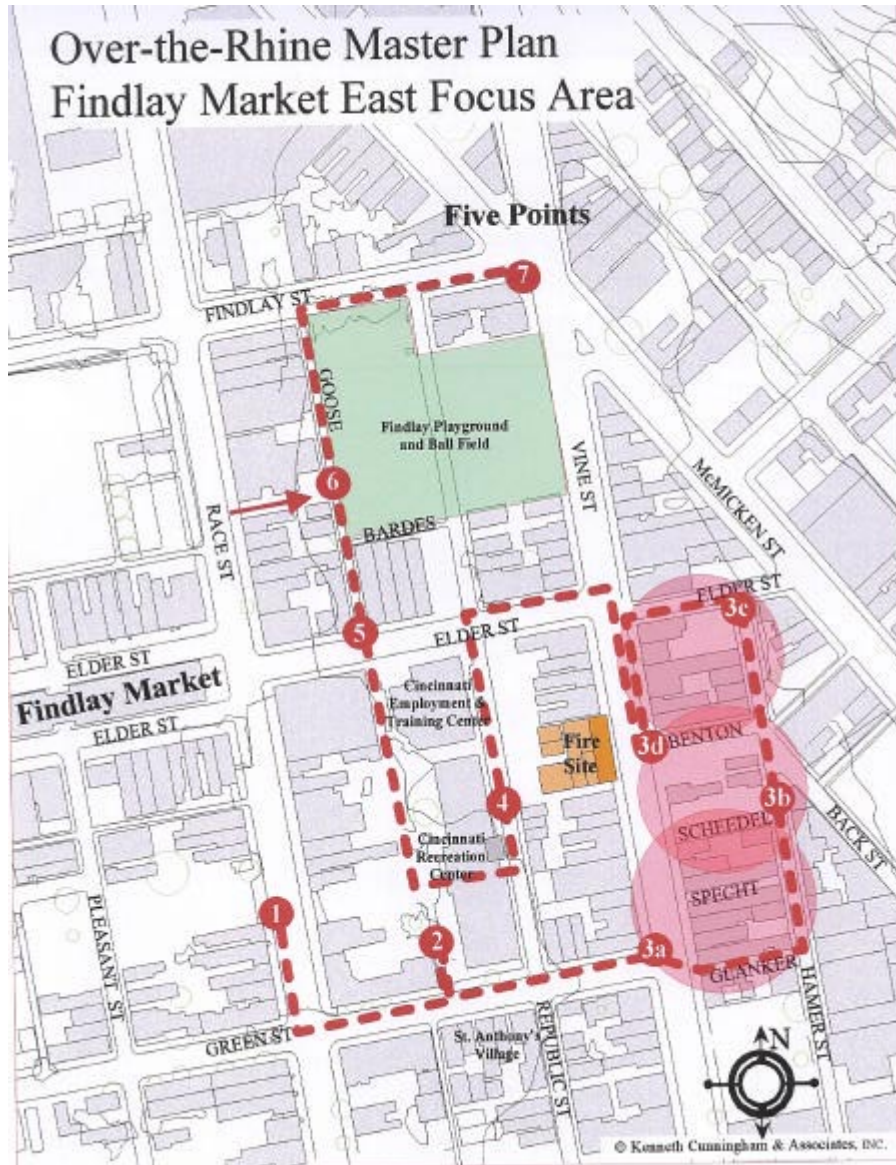 Over-the-Rhine Master Plan
Findlay Market East Focus Area
Five Points
7
FINDLAY ST
GOOSE
Findlay Playground
and Ball Field
VINE ST
McMICKEN ST
6
RACE ST
BARDES
ELDER ST
3c
5
ELDER ST
ELDER ST
Findlay Market
ELDER ST
Cincinnati
Employment &
Training Center
Fire
Site
3d
BENTON
3b
4
SCHEEDEL
BACK ST
Cincinnati
Recreation
Center
SPECHT
PLEASANT ST
1
2
3a
GLANKER
HAMER ST
GREEN ST
St. Anthony's
Village
REPUBLIC ST
N
© Kenneth Cunningham & Associates, INC.